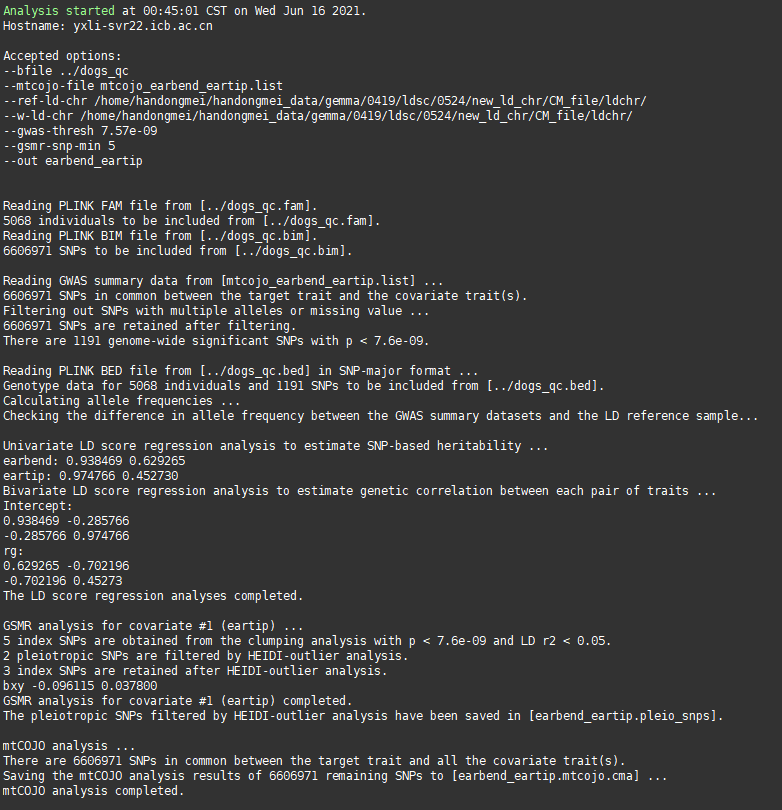 Analysis started at 00:45:01 CST on Wed Jun 16 2021.
Hostname: yxli-svr22.icb.ac.cn
Accepted options:
--bfile ../dogs_qc
--mtcojo-file mtcojo_earbend_eartip.list
--ref-ld-chr /home/handongmei/handongmei_data/gemma/0419/ldsc/0524/new_ld_chr/CM_file/ldchr/
--w-ld-chr /home/handongmei/handongmei_data/gemma/0419/ldsc/0524/new_ld_chr/CM_file/ldchr/
--gwas-thresh 7.57e-09
--gsmr-snp-min 5
--out earbend_eartip
Reading PLINK FAM file from [../dogs_qc.fam].
5068 individuals to be included from [../dogs_qc.fam].
Reading PLINK BIM file from [../dogs_qc.bim].
6606971 SNPs to be included from [../dogs_qc.bim].
Reading GWAS summary data from [mtcojo_earbend_eartip.list] ...
6606971 SNPs in common between the target trait and the covariate trait(s).
Filtering out SNPs with multiple alleles or missing value ...
6606971 SNPs are retained after filtering.
There are 1191 genome-wide significant SNPs with p < 7.6e-09.
Reading PLINK BED file from [../dogs_qc.bed] in SNP-major format ...
Genotype data for 5068 individuals and 1191 SNPs to be included from [../dogs_qc.bed].
Calculating allele frequencies ...
Checking the difference in allele frequency between the GWAS summary datasets and the LD reference sample...
Univariate LD score regression analysis to estimate SNP-based heritability ...
earbend: 0.938469 0.629265
eartip: 0.974766 0.452730
Bivariate LD score regression analysis to estimate genetic correlation between each pair of traits ...
Intercept:
0.938469 -0.285766
-0.285766 0.974766
rg:
0.629265 -0.702196
-0.702196 0.45273
The LD score regression analyses completed.
GSMR analysis for covariate #1 (eartip) ...
5 index SNPs are obtained from the clumping analysis with p < 7.6e-09 and LD r2 < 0.05.
2 pleiotropic SNPs are filtered by HEIDI-outlier analysis.
3 index SNPs are retained after HEIDI-outlier analysis.
bxy -0.096115 0.037800
GSMR analysis for covariate #1 (eartip) completed.
The pleiotropic SNPs filtered by HEIDI-outlier analysis have been saved in [earbend_eartip.pleio_snps].
mtCOJO analysis ...
There are 6606971 SNPs in common between the target trait and all the covariate trait(s).
Saving the mtCOJO analysis results of 6606971 remaining SNPs to [earbend_eartip.mtcojo.cma] ...
mtCOJO analysis completed.